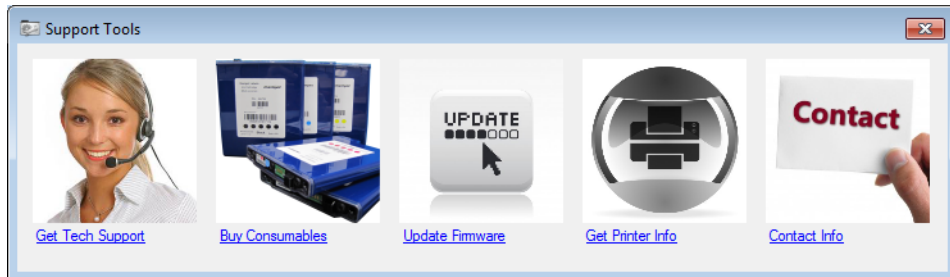 Support Tools
UPDATE
Contact
Get Tech Support
Buy Consumables
Update Firmware
Get Printer Info
Contact Info